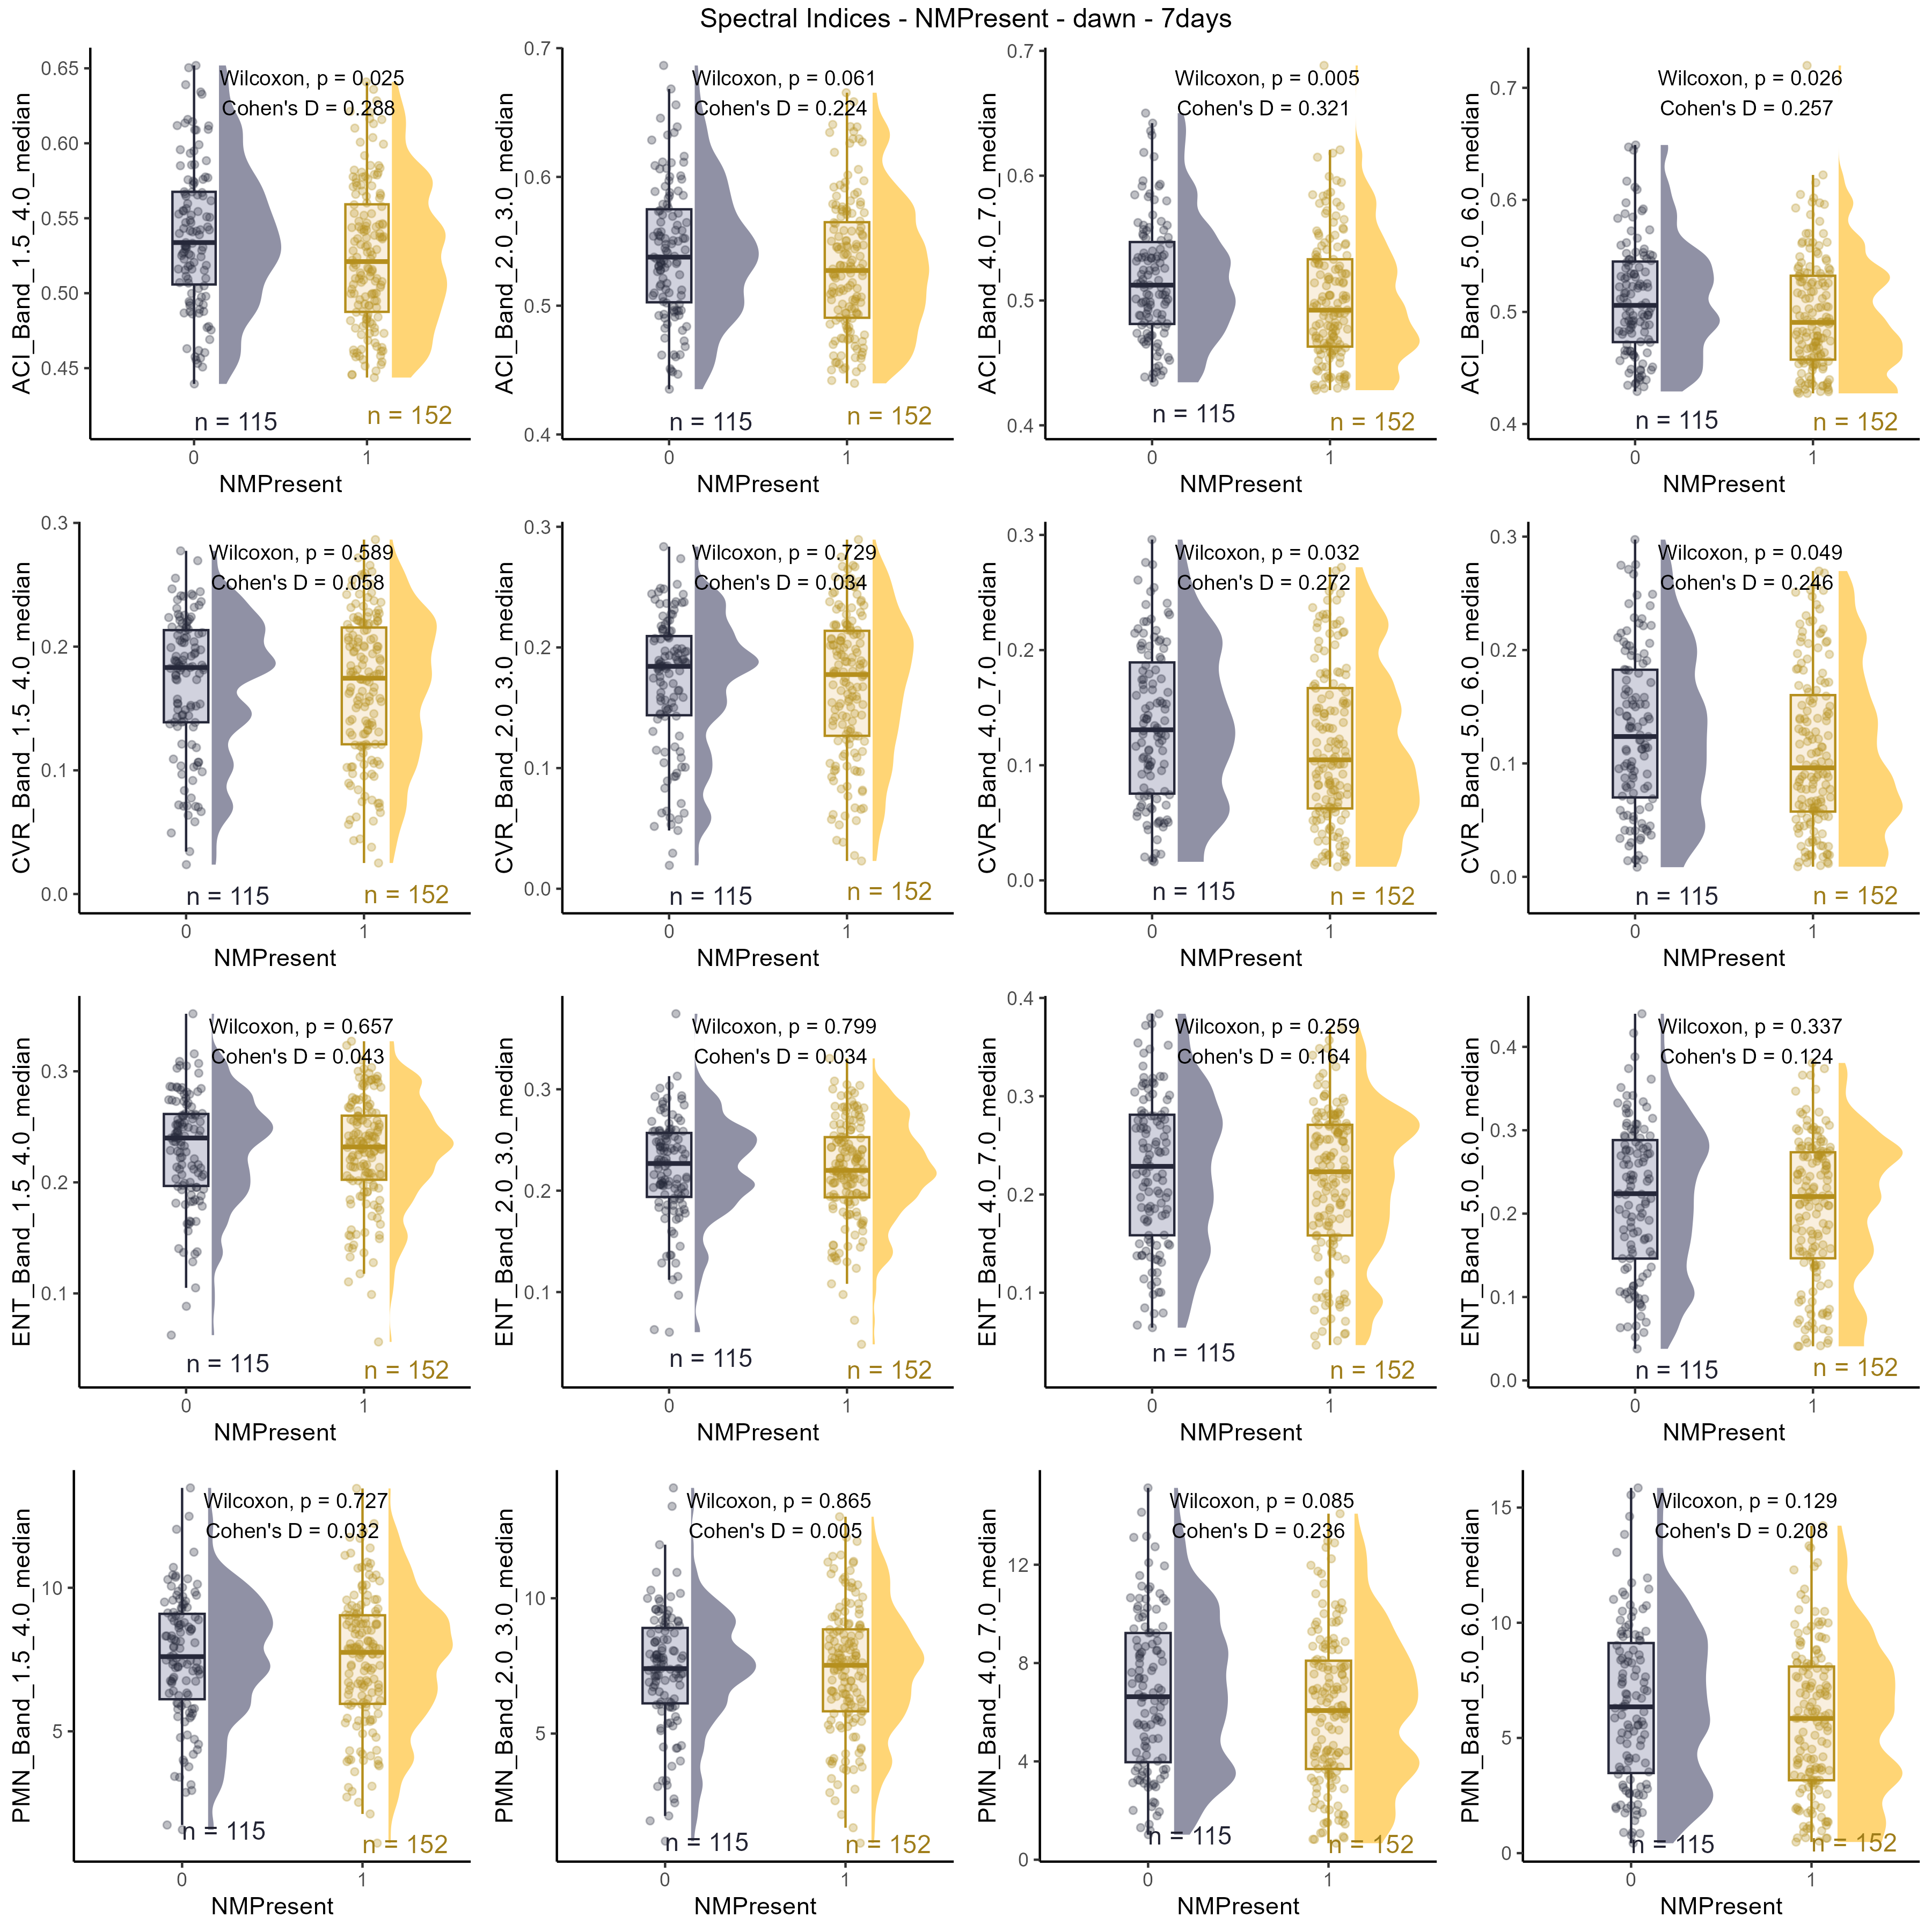 Spectral Indices - NMPresent - dawn - 7days
ACI_Band_1.5_4.0_median
0.65
0.60
0.55
0.50
0.45
Wilcoxon, p = 0.025
Cohen's D = 0.288
n = 115
n = 152
0
1
NMPresent
ACI_Band_2.0_3.0_median
0.7
0.6
0.5
0.4
Wilcoxon, p = 0.061
Cohen's D = 0.224
n = 115
n = 152
0
1
NMPresent
ACI_Band_4.0_7.0_median
0.7
0.6
0.5
0.4
Wilcoxon, p = 0.005
Cohen's D = 0.321
n = 115
n = 152
0
1
NMPresent
ACI_Band_5.0_6.0_median
0.7
0.6
0.5
0.4
Wilcoxon, p = 0.026
Cohen's D = 0.257
n = 115
n = 152
0
1
NMPresent
CVR_Band_1.5_4.0_median
0.3
0.2
0.1
0.0
Wilcoxon, p = 0.589
Cohen's D = 0.058
n = 115
n = 152
0
1
NMPresent
CVR_Band_2.0_3.0_median
0.3
0.2
0.1
0.0
Wilcoxon, p = 0.729
Cohen's D = 0.034
n = 115
n = 152
0
1
NMPresent
CVR_Band_4.0_7.0_median
0.3
0.2
0.1
0.0
Wilcoxon, p = 0.032
Cohen's D = 0.272
n = 115
n = 152
0
1
NMPresent
CVR_Band_5.0_6.0_median
0.3
0.2
0.1
0.0
Wilcoxon, p = 0.049
Cohen's D = 0.246
n = 115
n = 152
0
1
NMPresent
ENT_Band_1.5_4.0_median
0.3
0.2
0.1
Wilcoxon, p = 0.657
Cohen's D = 0.043
n = 115
n = 152
0
1
NMPresent
ENT_Band_2.0_3.0_median
0.3
0.2
0.1
Wilcoxon, p = 0.799
Cohen's D = 0.034
n = 115
n = 152
0
1
NMPresent
ENT_Band_4.0_7.0_median
0.4
0.3
0.2
0.1
Wilcoxon, p = 0.259
Cohen's D = 0.164
n = 115
n = 152
0
1
NMPresent
ENT_Band_5.0_6.0_median
0.4
0.3
0.2
0.1
0.0
Wilcoxon, p = 0.337
Cohen's D = 0.124
n = 115
n = 152
0
1
NMPresent
PMN_Band_1.5_4.0_median
10
5
Wilcoxon, p = 0.727
Cohen's D = 0.032
n = 115
n = 152
0
1
NMPresent
PMN_Band_2.0_3.0_median
10
5
Wilcoxon, p = 0.865
Cohen's D = 0.005
n = 115
n = 152
0
1
NMPresent
PMN_Band_4.0_7.0_median
12
8
4
0
Wilcoxon, p = 0.085
Cohen's D = 0.236
n = 115
n = 152
0
1
NMPresent
PMN_Band_5.0_6.0_median
15
10
5
0
Wilcoxon, p = 0.129
Cohen's D = 0.208
n = 115
n = 152
0
1
NMPresent